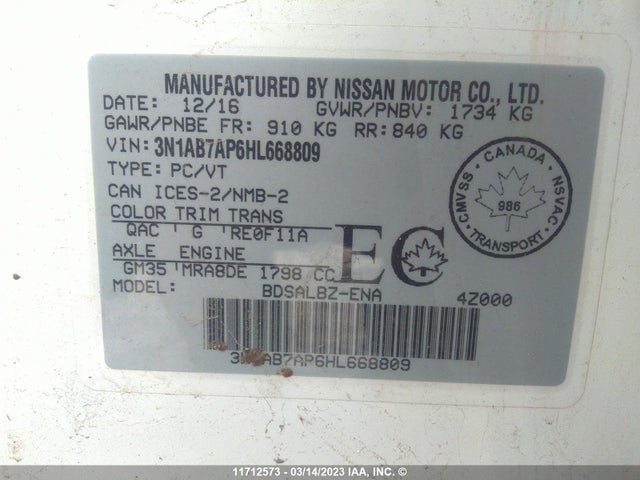 MANUFACTURED BY NISSAN MOTOR CO., LTD.
DATE: 12/16 GVWR/PNBV: 1734 KG
GAWR/PNBE FR: 910 KG RR: 840 KG
VIN: 3N1AB7AP6HL668809
TYPE: PC/VT
CAN ICES-2/NMB-2
COLOR TRIM TRANS
QAC G RE0F11A
AXLE ENGINE
GM35 MRA8DE 1798 CC
MODEL: BDSALBZ-ENA 4Z000
EC
CANADA
CMVSS
986
NSVAC
TRANSPORT
3N1AB7AP6HL668809
11712573 - 03/14/2023 IAA, INC. ©